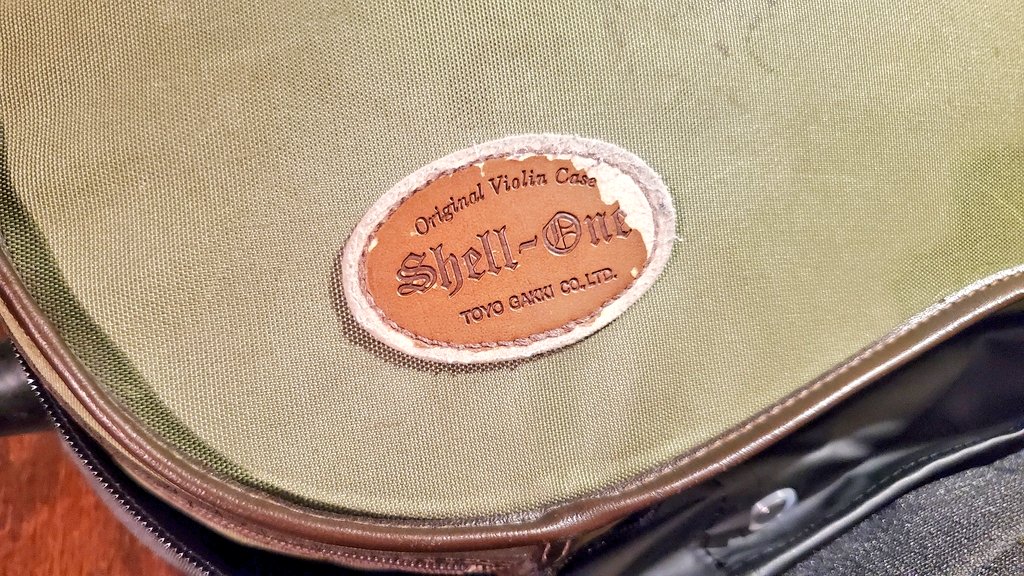 Original Violin Case
Shell-One
TOYO GAKKI CO.,LTD.